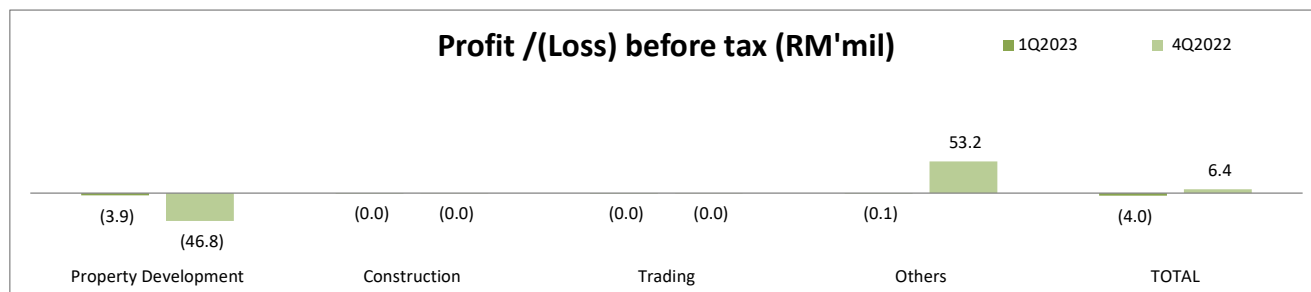 Profit /(Loss) before tax (RM'mil)
1Q2023 4Q2022
53.2
6.4
(3.9) (0.0) (0.0) (0.0) (0.0) (0.1) (4.0)
(46.8)
Property Development Construction Trading Others TOTAL